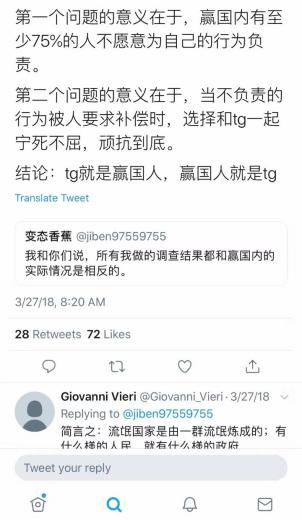 第一个问题的意义在于，赢国内有至
少75%的人不愿意为自己的行为负
责。
第二个问题的意义在于，当不负责的
行为被人要求补偿时，选择和tg一起
宁死不屈，顽抗到底。
结论：tg就是赢国人，赢国人就是tg
Translate Tweet
变态香蕉 @jiben97559755
我和你们说，所有我做的调查结果都和赢国内的
实际情况是相反的。
3/27/18, 8:20 AM
28 Retweets 72 Likes
Giovanni Vieri @Giovanni_Vieri · 3/27/18
Replying to @jiben97559755
简言之：流氓国家是由一群流氓炼成的；有
什么样的人民，就有什么样的政府
Tweet your reply